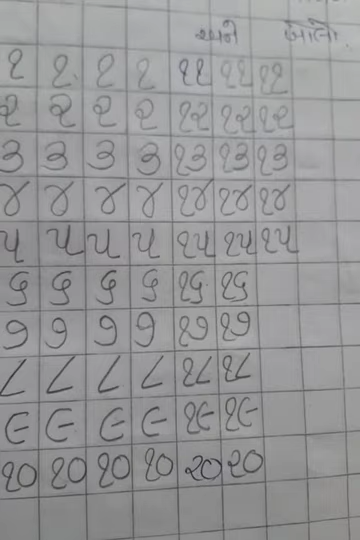 અને બોલો
૧ ૧ ૧ ૧ ૧૧ ૧૧ ૧૧
૨ ૨ ૨ ૨ ૧૨ ૧૨ ૧૨
૩ ૩ ૩ ૩ ૧૩ ૧૩ ૧૩
૪ ૪ ૪ ૪ ૧૪ ૧૪ ૧૪
૫ ૫ ૫ ૫ ૧૫ ૧૫ ૧૫
૬ ૬ ૬ ૬ ૧૬ ૧૬
૭ ૭ ૭ ૭ ૧૭ ૧૭
૮ ૮ ૮ ૮ ૧૮ ૧૮
૯ ૯ ૯ ૯ ૧૯ ૧૯
૧૦ ૧૦ ૧૦ ૧૦ ૨૦ ૨૦